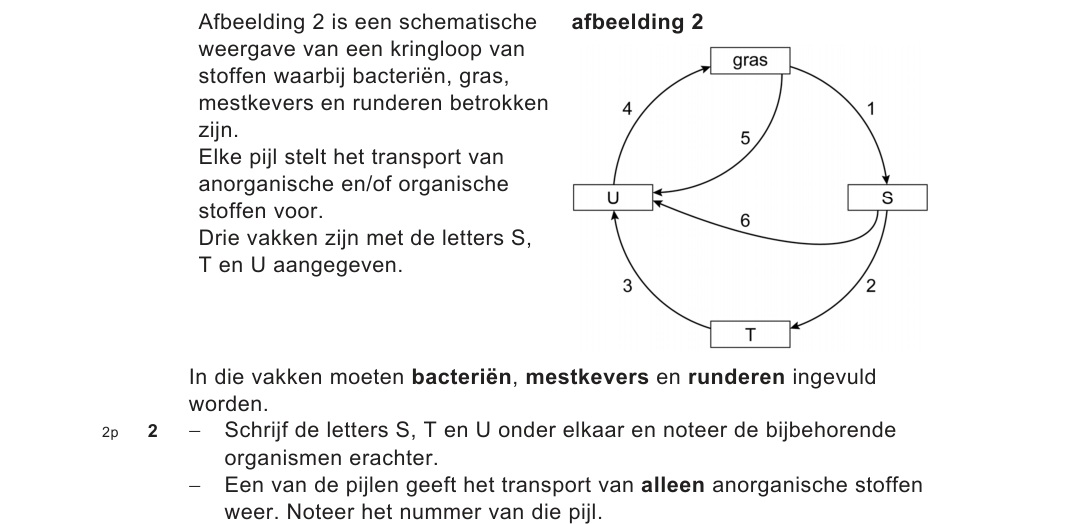 Afbeelding 2 is een schematische
weergave van een kringloop van
stoffen waarbij bacteriën, gras,
mestkevers en runderen betrokken
zijn.
Elke pijl stelt het transport van
anorganische en/of organische
stoffen voor.
Drie vakken zijn met de letters S,
T en U aangegeven.
afbeelding 2
gras
4
1
5
U
S
6
3
2
T
In die vakken moeten bacteriën, mestkevers en runderen ingevuld
worden.
2p 2 – Schrijf de letters S, T en U onder elkaar en noteer de bijbehorende
organismen erachter.
– Een van de pijlen geeft het transport van alleen anorganische stoffen
weer. Noteer het nummer van die pijl.